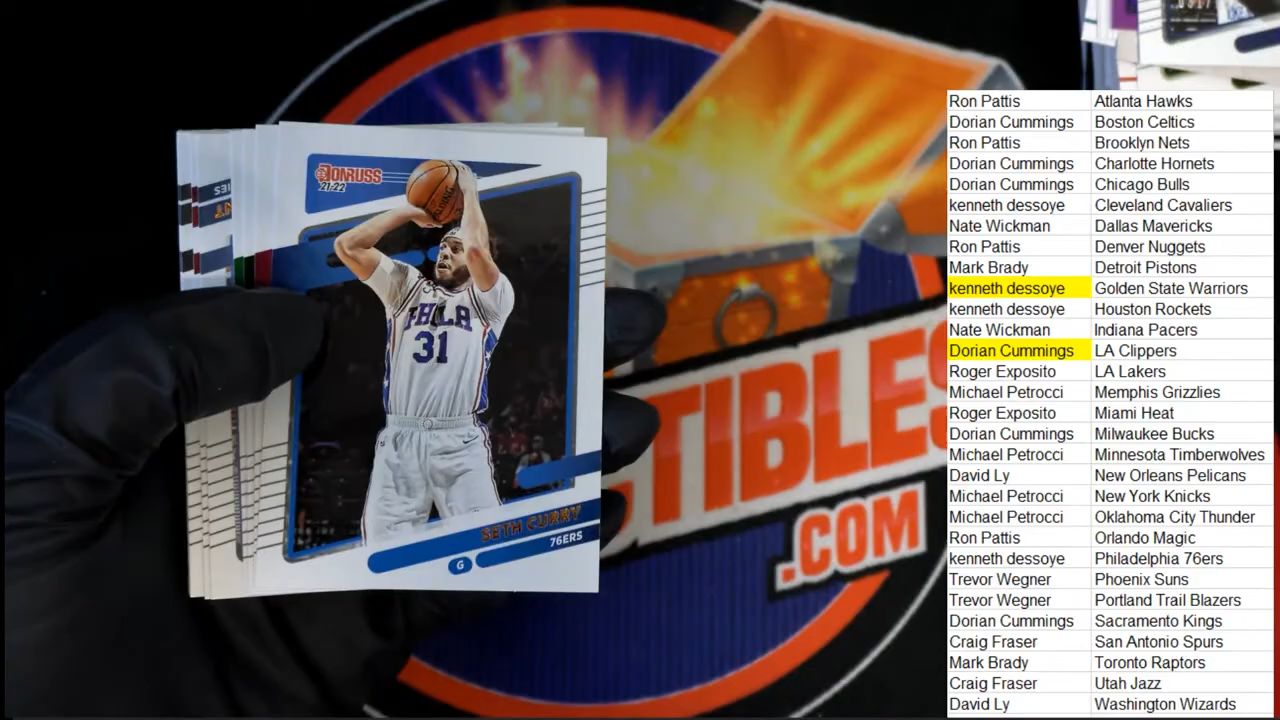 DONRUSS
21-22
SPALDING
PHILA
31
SETH CURRY
76ERS
G
TIBLES
.COM
Ron Pattis Atlanta Hawks
Dorian Cummings Boston Celtics
Ron Pattis Brooklyn Nets
Dorian Cummings Charlotte Hornets
Dorian Cummings Chicago Bulls
kenneth dessoye Cleveland Cavaliers
Nate Wickman Dallas Mavericks
Ron Pattis Denver Nuggets
Mark Brady Detroit Pistons
kenneth dessoye Golden State Warriors
kenneth dessoye Houston Rockets
Nate Wickman Indiana Pacers
Dorian Cummings LA Clippers
Roger Exposito LA Lakers
Michael Petrocci Memphis Grizzlies
Roger Exposito Miami Heat
Dorian Cummings Milwaukee Bucks
Michael Petrocci Minnesota Timberwolves
David Ly New Orleans Pelicans
Michael Petrocci New York Knicks
Michael Petrocci Oklahoma City Thunder
Ron Pattis Orlando Magic
kenneth dessoye Philadelphia 76ers
Trevor Wegner Phoenix Suns
Trevor Wegner Portland Trail Blazers
Dorian Cummings Sacramento Kings
Craig Fraser San Antonio Spurs
Mark Brady Toronto Raptors
Craig Fraser Utah Jazz
David Ly Washington Wizards